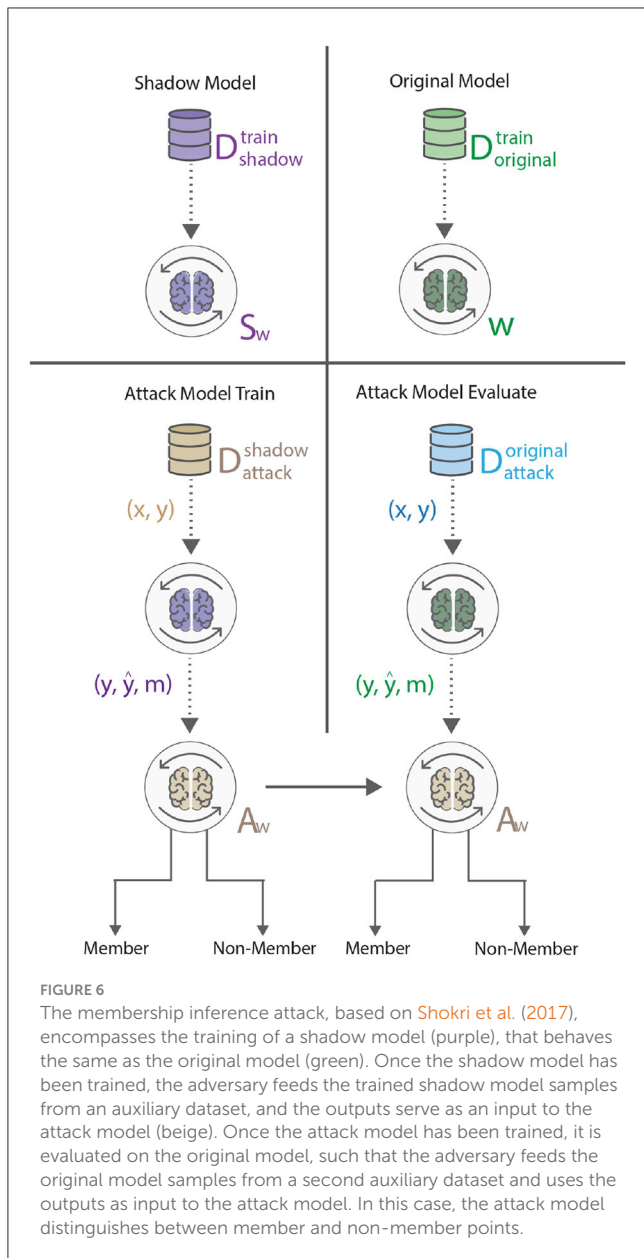 Shadow Model
D train shadow
S w
Original Model
D train original
w
Attack Model Train
D shadow attack
(x, y)
(y, ŷ, m)
A w
Member Non-Member
Attack Model Evaluate
D original attack
(x, y)
(y, ŷ, m)
A w
Member Non-Member
FIGURE 6
The membership inference attack, based on Shokri et al. (2017),
encompasses the training of a shadow model (purple), that behaves
the same as the original model (green). Once the shadow model has
been trained, the adversary feeds the trained shadow model samples
from an auxiliary dataset, and the outputs serve as an input to the
attack model (beige). Once the attack model has been trained, it is
evaluated on the original model, such that the adversary feeds the
original model samples from a second auxiliary dataset and uses the
outputs as input to the attack model. In this case, the attack model
distinguishes between member and non-member points.